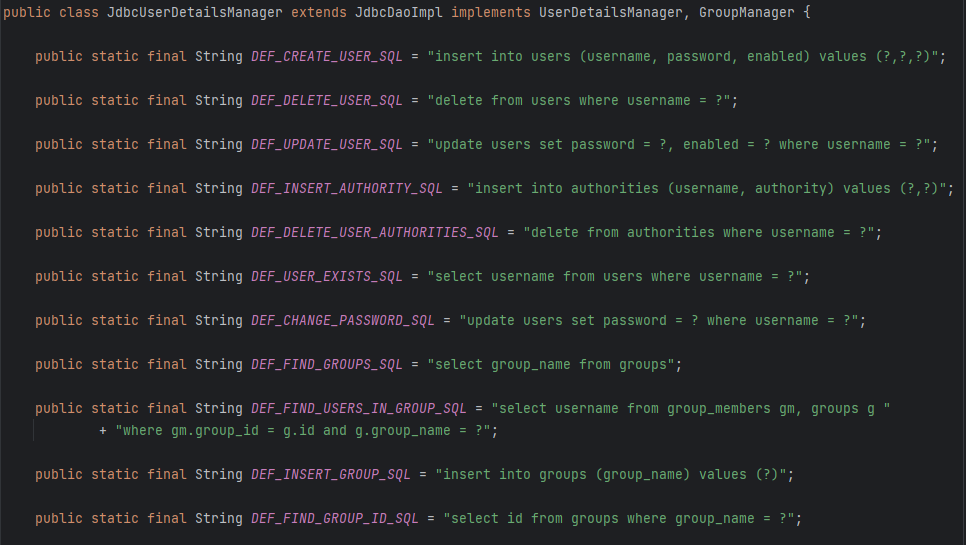 public class JdbcUserDetailsManager extends JdbcDaoImpl implements UserDetailsManager, GroupManager {
public static final String DEF_CREATE_USER_SQL = "insert into users (username, password, enabled) values (?,?,?)";
public static final String DEF_DELETE_USER_SQL = "delete from users where username = ?";
public static final String DEF_UPDATE_USER_SQL = "update users set password = ?, enabled = ? where username = ?";
public static final String DEF_INSERT_AUTHORITY_SQL = "insert into authorities (username, authority) values (?,?)";
public static final String DEF_DELETE_USER_AUTHORITIES_SQL = "delete from authorities where username = ?";
public static final String DEF_USER_EXISTS_SQL = "select username from users where username = ?";
public static final String DEF_CHANGE_PASSWORD_SQL = "update users set password = ? where username = ?";
public static final String DEF_FIND_GROUPS_SQL = "select group_name from groups";
public static final String DEF_FIND_USERS_IN_GROUP_SQL = "select username from group_members gm, groups g "
+ "where gm.group_id = g.id and g.group_name = ?";
public static final String DEF_INSERT_GROUP_SQL = "insert into groups (group_name) values (?)";
public static final String DEF_FIND_GROUP_ID_SQL = "select id from groups where group_name = ?";